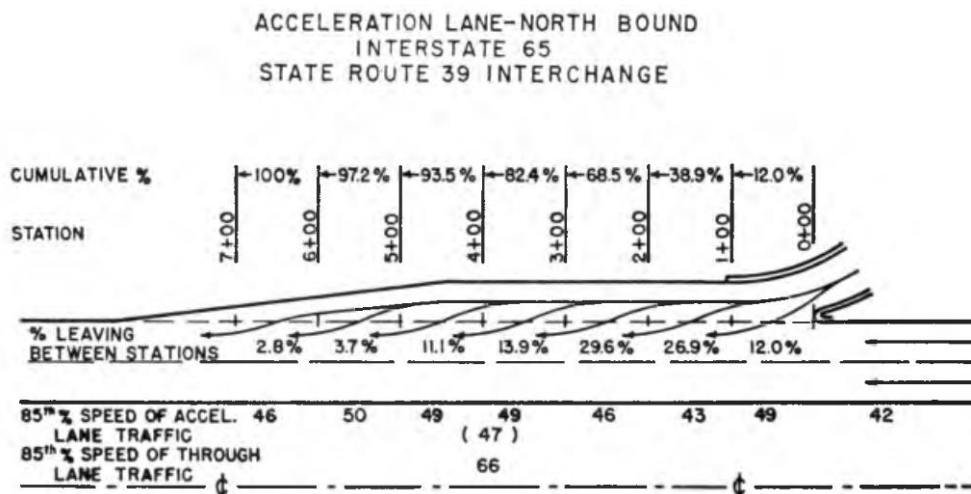 ACCELERATION LANE-NORTH BOUND
INTERSTATE 65
STATE ROUTE 39 INTERCHANGE
CUMULATIVE % 100% 97.2% 93.5% 82.4% 68.5% 38.9% 12.0%
STATION 7+00 6+00 5+00 4+00 3+00 2+00 1+00 0+00
% LEAVING
BETWEEN STATIONS 2.8% 3.7% 11.1% 13.9% 29.6% 26.9% 12.0%
85th % SPEED OF ACCEL. 46 50 49 49 46 43 49 42
LANE TRAFFIC (47)
85th % SPEED OF THROUGH
LANE TRAFFIC 66
℄ ℄